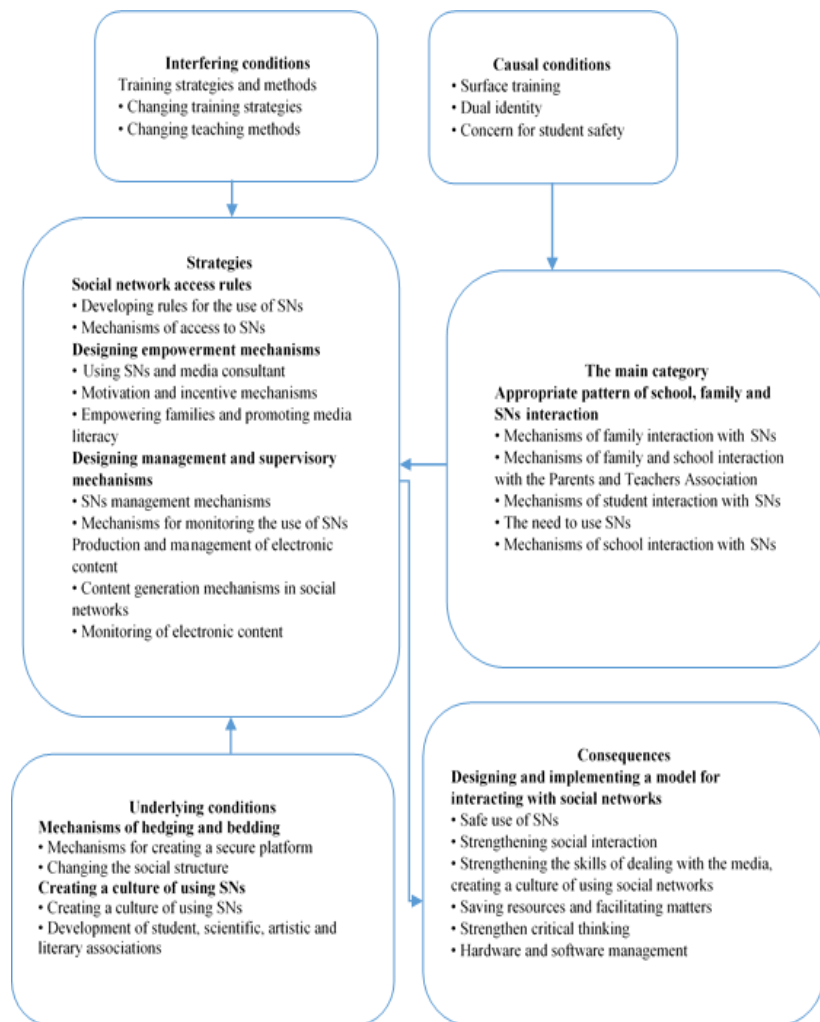 Interfering conditions
Training strategies and methods
• Changing training strategies
• Changing teaching methods
Causal conditions
• Surface training
• Dual identity
• Concern for student safety
Strategies
Social network access rules
• Developing rules for the use of SNs
• Mechanisms of access to SNs
Designing empowerment mechanisms
• Using SNs and media consultant
• Motivation and incentive mechanisms
• Empowering families and promoting media
literacy
Designing management and supervisory
mechanisms
• SNs management mechanisms
• Mechanisms for monitoring the use of SNs
Production and management of electronic
content
• Content generation mechanisms in social
networks
• Monitoring of electronic content
The main category
Appropriate pattern of school, family and
SNs interaction
• Mechanisms of family interaction with SNs
• Mechanisms of family and school interaction
with the Parents and Teachers Association
• Mechanisms of student interaction with SNs
• The need to use SNs
• Mechanisms of school interaction with SNs
Underlying conditions
Mechanisms of hedging and bedding
• Mechanisms for creating a secure platform
• Changing the social structure
Creating a culture of using SNs
• Creating a culture of using SNs
• Development of student, scientific, artistic and
literary associations
Consequences
Designing and implementing a model for
interacting with social networks
• Safe use of SNs
• Strengthening social interaction
• Strengthening the skills of dealing with the media,
creating a culture of using social networks
• Saving resources and facilitating matters
• Strengthen critical thinking
• Hardware and software management